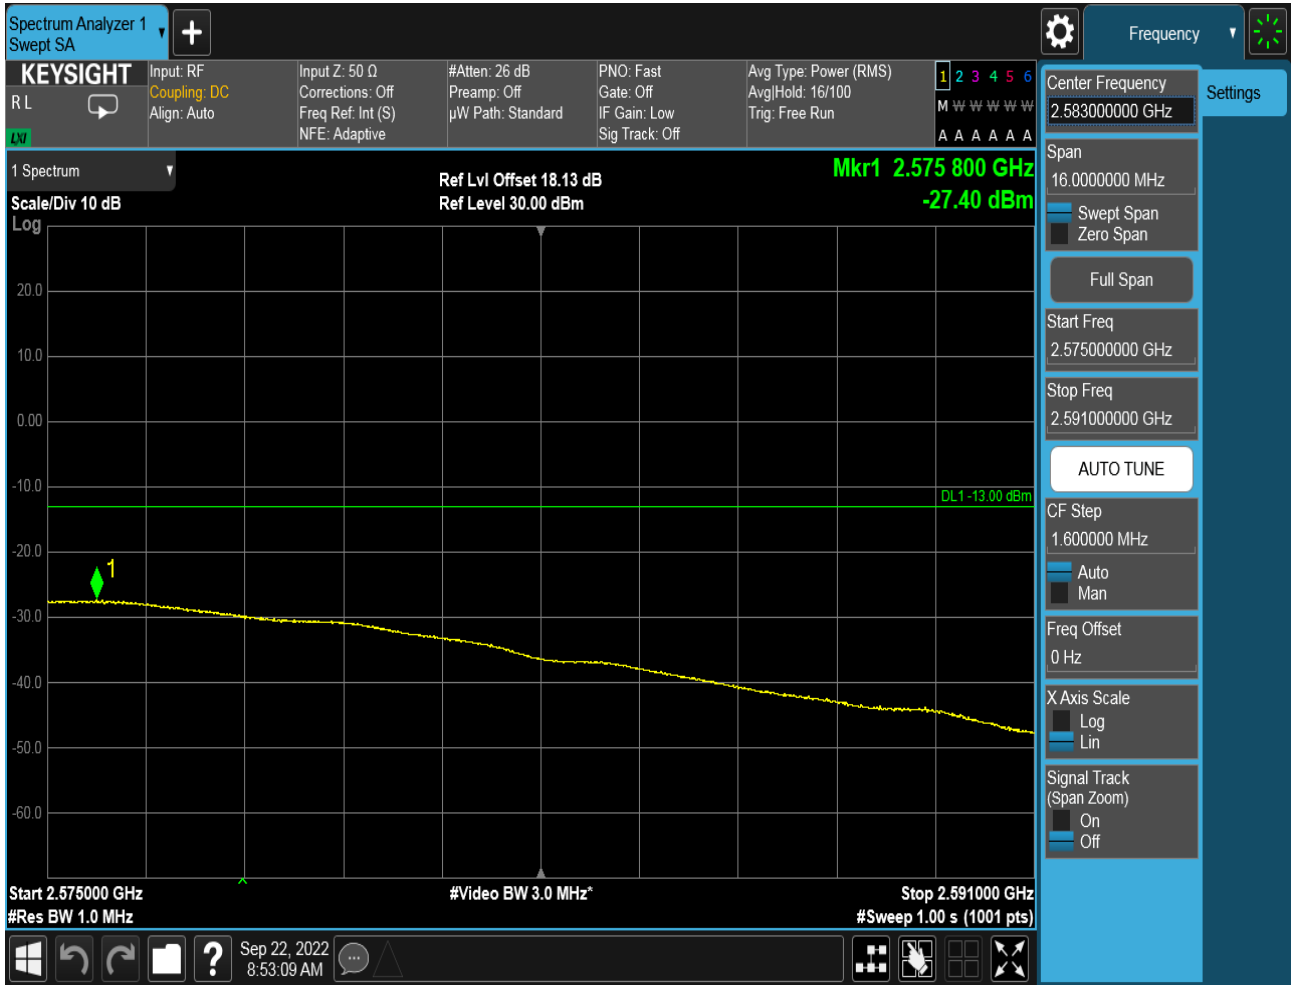 Spectrum Analyzer 1
Swept SA
Frequency
KEYSIGHT
R L
LXI
Input: RF
Coupling: DC
Align: Auto
Input Z: 50 Ω
Corrections: Off
Freq Ref: Int (S)
NFE: Adaptive
#Atten: 26 dB
Preamp: Off
µW Path: Standard
PNO: Fast
Gate: Off
IF Gain: Low
Sig Track: Off
Avg Type: Power (RMS)
Avg|Hold: 16/100
Trig: Free Run
1 2 3 4 5 6
M W W W W W
A A A A A A
1 Spectrum
Scale/Div 10 dB
Log
Ref Lvl Offset 18.13 dB
Ref Level 30.00 dBm
Mkr1 2.575 800 GHz
-27.40 dBm
20.0
10.0
0.00
-10.0
-20.0
-30.0
-40.0
-50.0
-60.0
DL1 -13.00 dBm
1
Start 2.575000 GHz
#Res BW 1.0 MHz
#Video BW 3.0 MHz*
Stop 2.591000 GHz
#Sweep 1.00 s (1001 pts)
Center Frequency
2.583000000 GHz
Settings
Span
16.0000000 MHz
Swept Span
Zero Span
Full Span
Start Freq
2.575000000 GHz
Stop Freq
2.591000000 GHz
AUTO TUNE
CF Step
1.600000 MHz
Auto
Man
Freq Offset
0 Hz
X Axis Scale
Log
Lin
Signal Track
(Span Zoom)
On
Off
?
Sep 22, 2022
8:53:09 AM